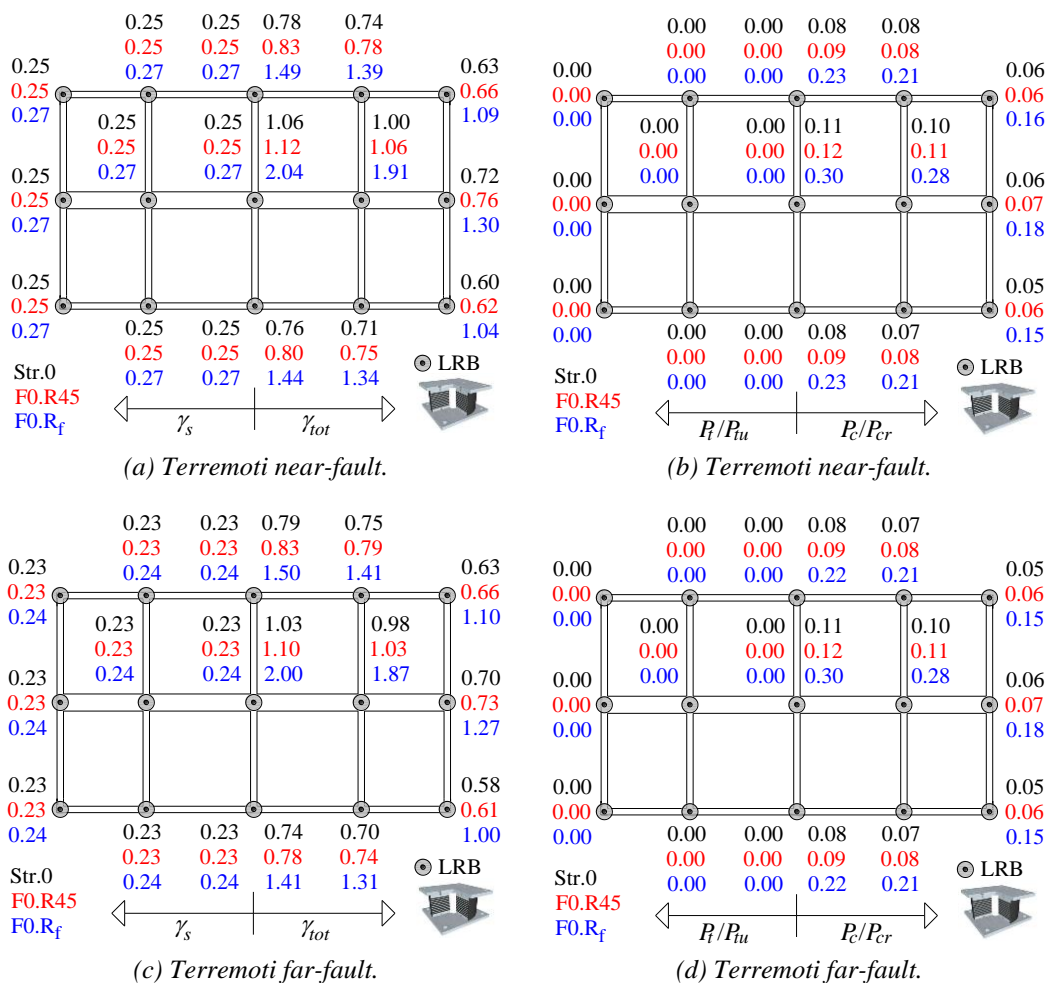 0.25 0.25 0.78 0.74
0.25 0.25 0.83 0.78
0.27 0.27 1.49 1.39
0.25 0.63
0.25 0.66
0.27 1.09
0.25 0.25 1.06 1.00
0.25 0.25 1.12 1.06
0.27 0.27 2.04 1.91
0.25 0.72
0.25 0.76
0.27 1.30
0.25 0.60
0.25 0.62
0.27 1.04
0.25 0.25 0.76 0.71
0.25 0.25 0.80 0.75
0.27 0.27 1.44 1.34
Str.0
F0.R45
F0.Rf
LRB
γs γtot
(a) Terremoti near-fault.
0.00 0.00 0.08 0.08
0.00 0.00 0.09 0.08
0.00 0.00 0.23 0.21
0.00 0.06
0.00 0.06
0.00 0.16
0.00 0.00 0.11 0.10
0.00 0.00 0.12 0.11
0.00 0.00 0.30 0.28
0.00 0.06
0.00 0.07
0.00 0.18
0.00 0.05
0.00 0.06
0.00 0.15
0.00 0.00 0.08 0.07
0.00 0.00 0.09 0.08
0.00 0.00 0.23 0.21
Str.0
F0.R45
F0.Rf
LRB
Pt/Ptu Pc/Pcr
(b) Terremoti near-fault.
0.23 0.23 0.79 0.75
0.23 0.23 0.83 0.79
0.24 0.24 1.50 1.41
0.23 0.63
0.23 0.66
0.24 1.10
0.23 0.23 1.03 0.98
0.23 0.23 1.10 1.03
0.24 0.24 2.00 1.87
0.23 0.70
0.23 0.73
0.24 1.27
0.23 0.58
0.23 0.61
0.24 1.00
0.23 0.23 0.74 0.70
0.23 0.23 0.78 0.74
0.24 0.24 1.41 1.31
Str.0
F0.R45
F0.Rf
LRB
γs γtot
(c) Terremoti far-fault.
0.00 0.00 0.08 0.07
0.00 0.00 0.09 0.08
0.00 0.00 0.22 0.21
0.00 0.05
0.00 0.06
0.00 0.15
0.00 0.00 0.11 0.10
0.00 0.00 0.12 0.11
0.00 0.00 0.30 0.28
0.00 0.06
0.00 0.07
0.00 0.18
0.00 0.05
0.00 0.06
0.00 0.15
0.00 0.00 0.08 0.07
0.00 0.00 0.09 0.08
0.00 0.00 0.22 0.21
Str.0
F0.R45
F0.Rf
LRB
Pt/Ptu Pc/Pcr
(d) Terremoti far-fault.